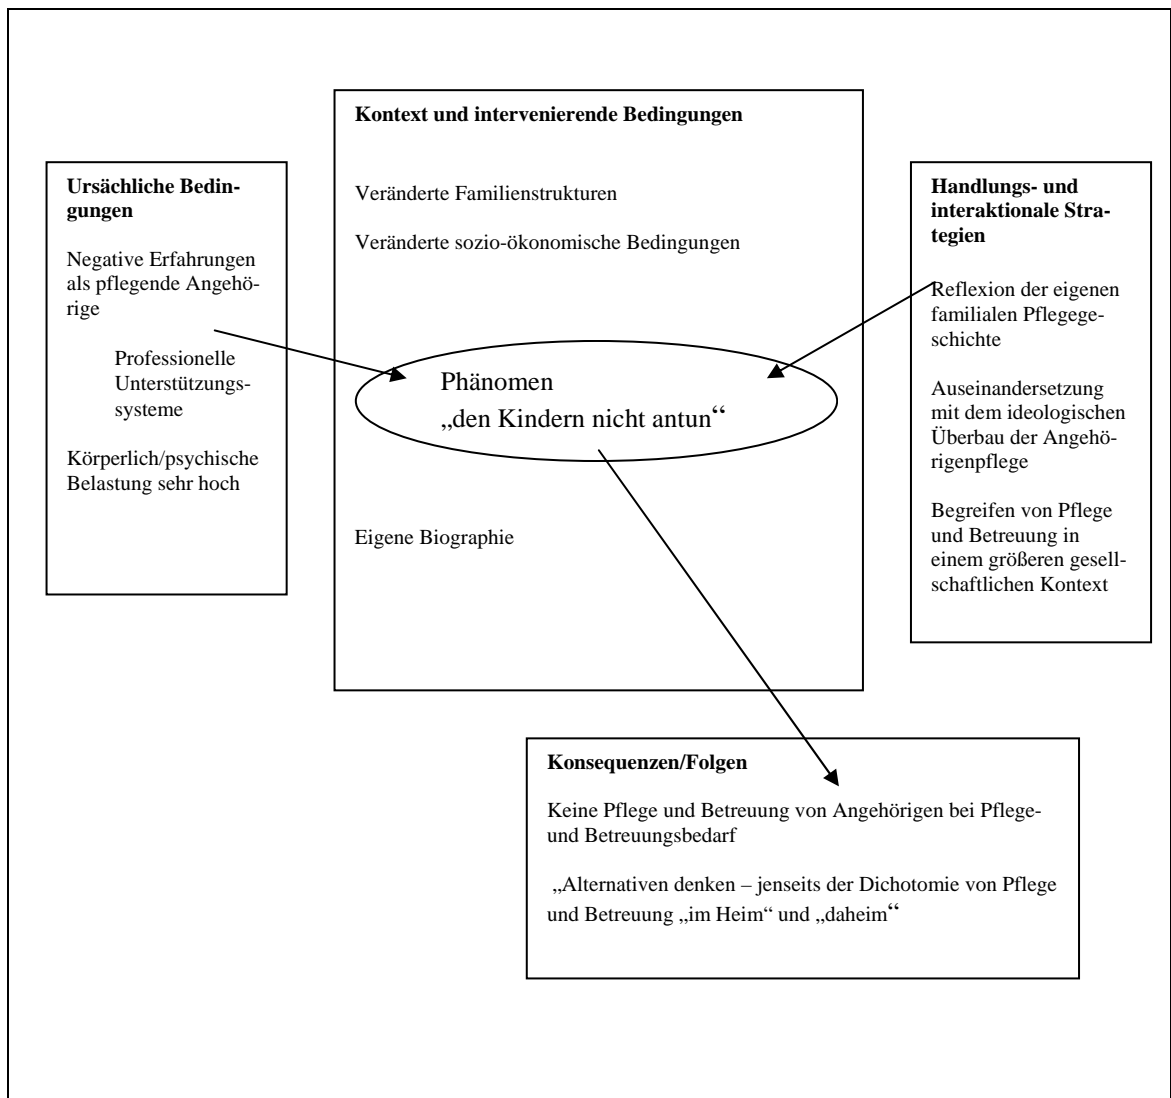 Kontext und intervenierende Bedingungen
Veränderte Familienstrukturen
Veränderte sozio-ökonomische Bedingungen
Ursächliche Bedin-
gungen
Negative Erfahrungen
als pflegende Angehö-
rige
Professionelle
Unterstützungs-
systeme
Körperlich/psychische
Belastung sehr hoch
Phänomen
„den Kindern nicht antun“
Eigene Biographie
Handlungs- und
interaktionale Stra-
tegien
Reflexion der eigenen
familialen Pflegege-
schichte
Auseinandersetzung
mit dem ideologischen
Überbau der Angehö-
rigenpflege
Begreifen von Pflege
und Betreuung in
einem größeren gesell-
schaftlichen Kontext
Konsequenzen/Folgen
Keine Pflege und Betreuung von Angehörigen bei Pflege-
und Betreuungsbedarf
„Alternativen denken – jenseits der Dichotomie von Pflege
und Betreuung „im Heim“ und „daheim“